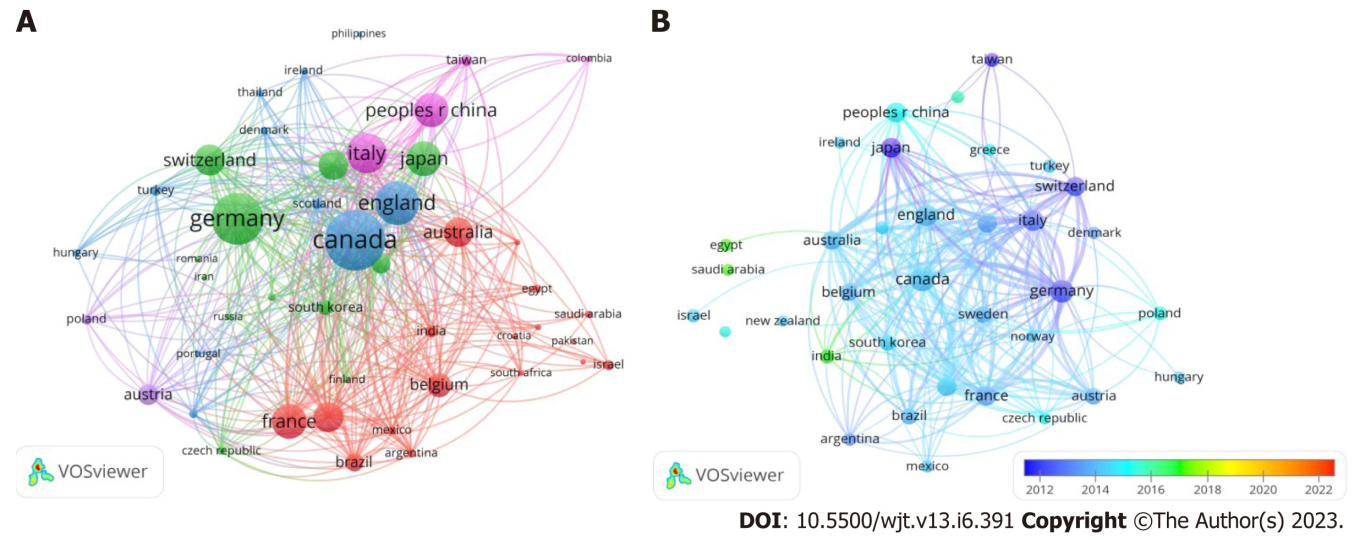 A
philippines
ireland
taiwan
colombia
thailand
peoples r china
denmark
switzerland
italy
japan
turkey
scotland
england
germany
canada
australia
hungary
romania
iran
egypt
poland
russia
south korea
saudi arabia
india
croatia
pakistan
portugal
israel
south africa
finland
belgium
austria
france
mexico
czech republic
brazil
argentina
VOSviewer
B
taiwan
peoples r china
ireland
japan
greece
turkey
switzerland
england
italy
australia
denmark
egypt
saudi arabia
canada
belgium
germany
israel
new zealand
sweden
poland
south korea
norway
india
hungary
france
austria
brazil
czech republic
argentina
mexico
VOSviewer
2012 2014 2016 2018 2020 2022
DOI: 10.5500/wjt.v13.i6.391 Copyright ©The Author(s) 2023.